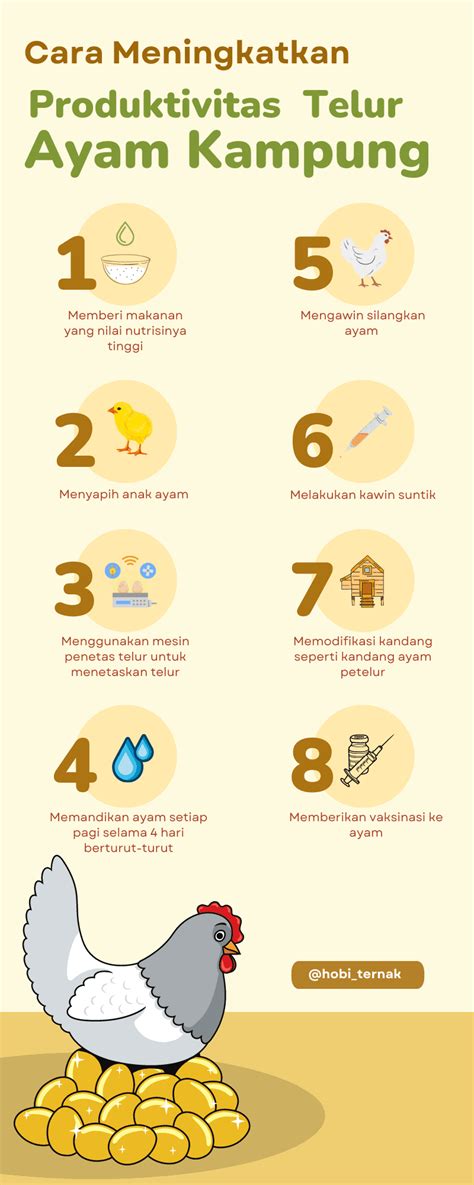 Cara Meningkatkan
Produktivitas Telur
Ayam Kampung
1
Memberi makanan
yang nilai nutrisinya
tinggi
2
Menyapih anak ayam
3
Menggunakan mesin
penetas telur untuk
menetaskan telur
4
Memandikan ayam setiap
pagi selama 4 hari
berturut-turut
5
Mengawin silangkan
ayam
6
Melakukan kawin suntik
7
Memodifikasi kandang
seperti kandang ayam
petelur
8
Memberikan vaksinasi ke
ayam
@hobi_ternak